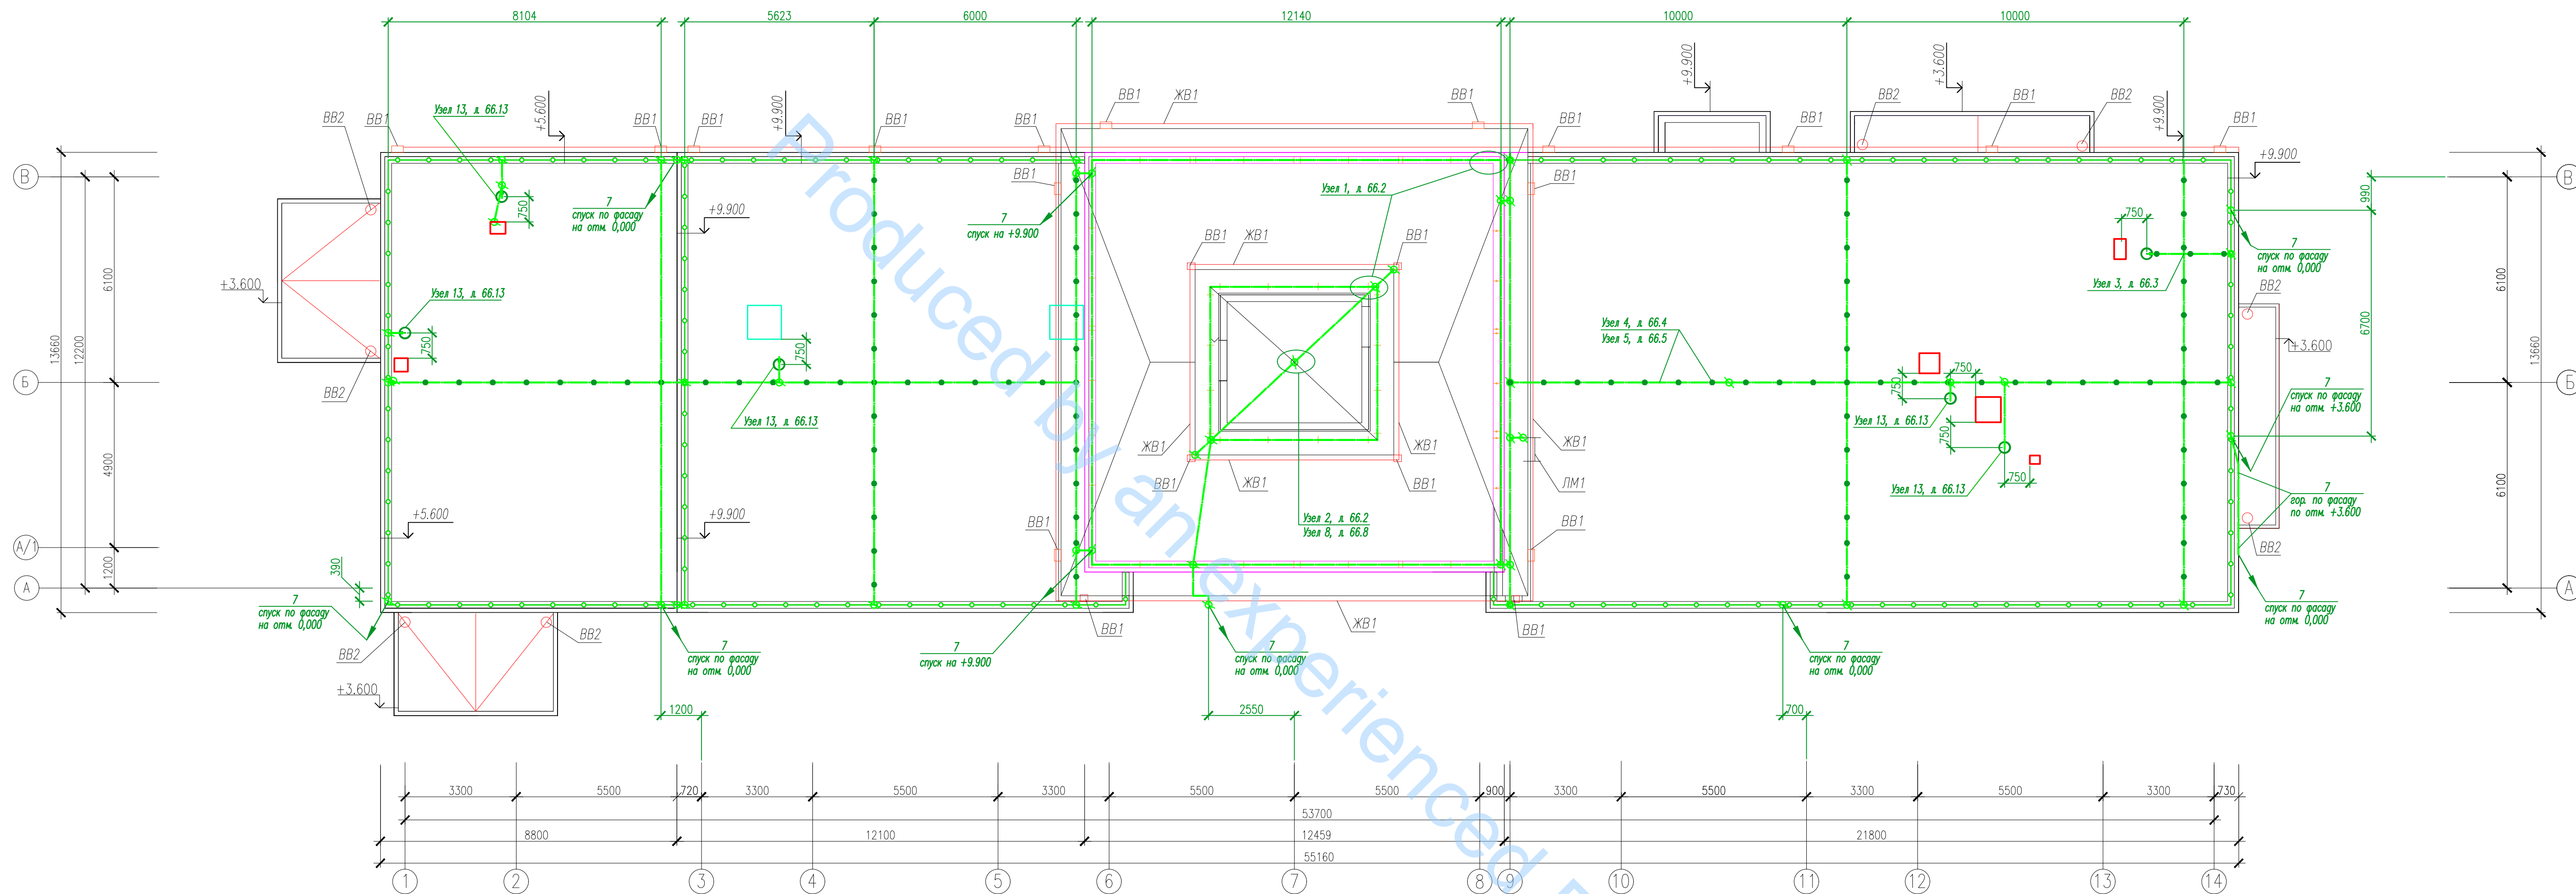 8104
5623
6000
12140
10000
10000
+9.900
+3.600
+9.900
+5.600
+9.900
Узел 13, л. 66.13
ВВ2
ВВ1
ВВ1
ВВ1
ВВ1
ВВ1
ВВ1
ЖВ1
ВВ1
ВВ1
ВВ2
ВВ1
ВВ1
ВВ2
ВВ1
+9.900
В
В
750
7
спуск по фасаду
на отм. 0,000
+9.900
7
спуск на +9.900
ВВ1
Узел 1, л. 66.2
ВВ1
750
990
7
спуск по фасаду
на отм. 0,000
ВВ1
ЖВ1
ВВ1
6100
+3.600
Узел 13, л. 66.13
Узел 3, л. 66.3
ВВ2
6100
750
750
Узел 4, л. 66.4
Узел 5, л. 66.5
6700
+3.600
13660
12200
13660
Б
Б
ВВ2
Узел 13, л. 66.13
750
750
7
спуск по фасаду
на отм. +3.600
Узел 13, л. 66.13
750
ЖВ1
ЖВ1
ЖВ1
4900
ВВ1
ЖВ1
ВВ1
ЛМ1
750
Узел 13, л. 66.13
7
гор. по фасаду
по отм. +3.600
6100
+5.600
+9.900
ВВ1
Узел 2, л. 66.2
Узел 8, л. 66.8
ВВ1
ВВ2
А/1
390
1200
А
А
7
спуск по фасаду
на отм. 0,000
7
спуск по фасаду
на отм. 0,000
ВВ2
ВВ2
ВВ1
ЖВ1
ВВ1
7
спуск по фасаду
на отм. 0,000
7
спуск на +9.900
7
спуск по фасаду
на отм. 0,000
7
спуск по фасаду
на отм. 0,000
+3.600
1200
2550
700
3300
5500
720
3300
5500
3300
5500
5500
900
3300
5500
3300
5500
3300
730
53700
8800
12100
12459
21800
55160
1
2
3
4
5
6
7
8
9
10
11
12
13
14
Produced by an experienced